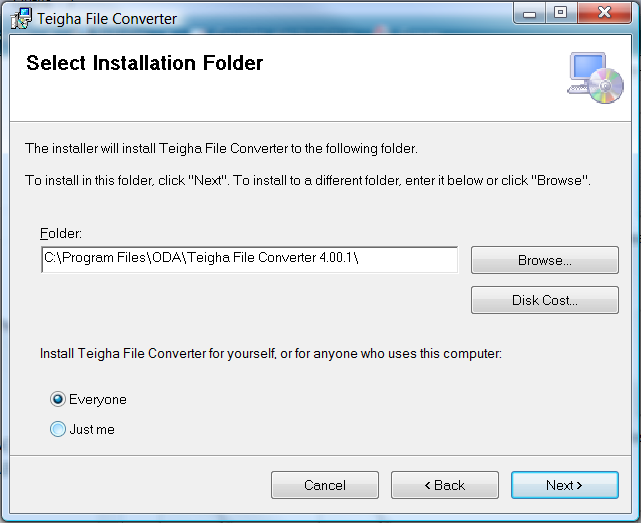 Teigha File Converter
Select Installation Folder
The installer will install Teigha File Converter to the following folder.
To install in this folder, click "Next". To install to a different folder, enter it below or click "Browse".
Folder:
C:\Program Files\ODA\Teigha File Converter 4.00.1\
Browse...
Disk Cost...
Install Teigha File Converter for yourself, or for anyone who uses this computer:
Everyone
Just me
Cancel
< Back
Next >